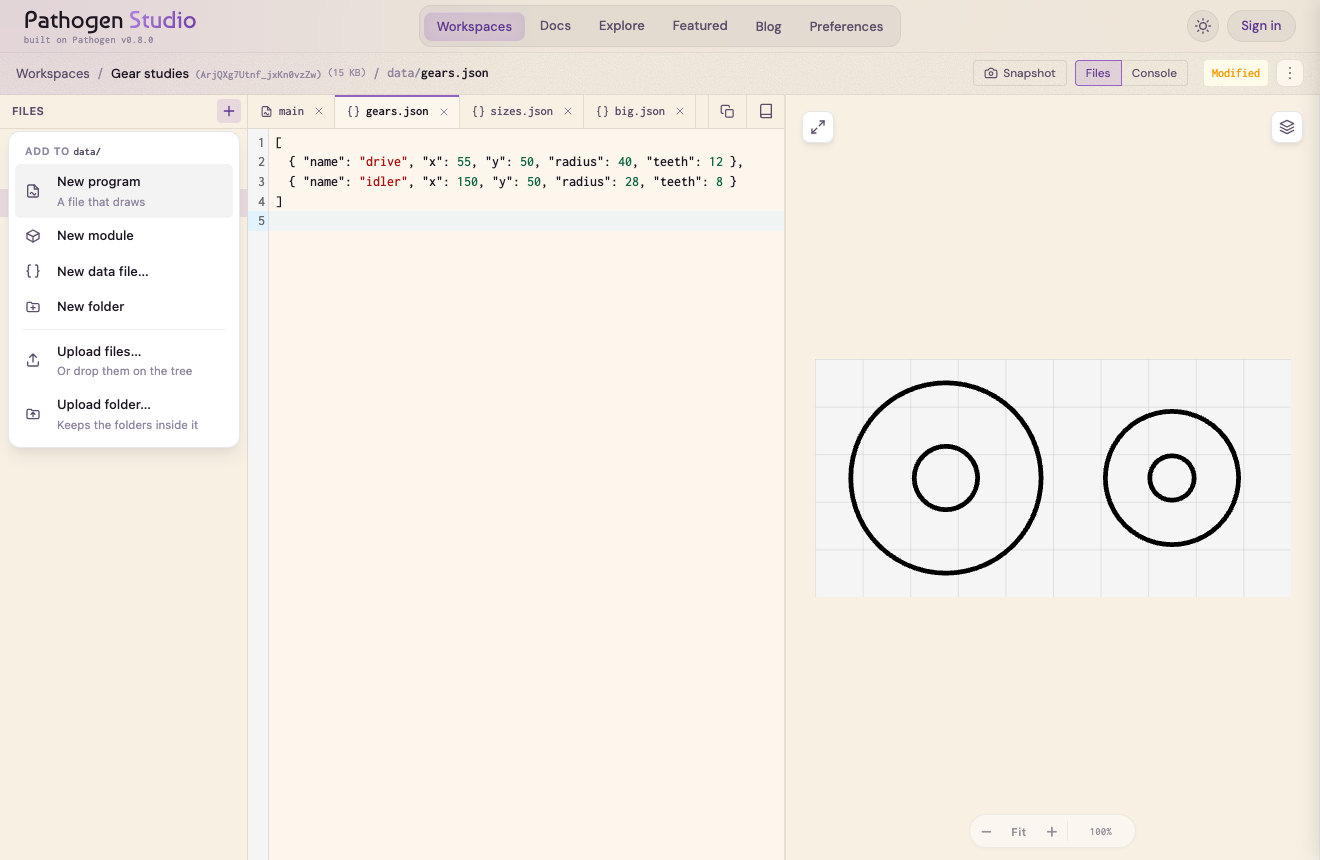 Pathogen Studio
built on Pathogen v0.8.0
Workspaces
Docs
Explore
Featured
Blog
Preferences
Sign in
Workspaces / Gear studies (ArjQXg7Utnf_jxKn0vzZw) (15 KB) / data/gears.json
Snapshot
Files
Console
Modified
FILES
main
{} gears.json
{} sizes.json
{} big.json
ADD TO data/
New program
A file that draws
New module
New data file...
New folder
Upload files...
Or drop them on the tree
Upload folder...
Keeps the folders inside it
1 [
2 { "name": "drive", "x": 55, "y": 50, "radius": 40, "teeth": 12 },
3 { "name": "idler", "x": 150, "y": 50, "radius": 28, "teeth": 8 }
4 ]
5
Fit
100%